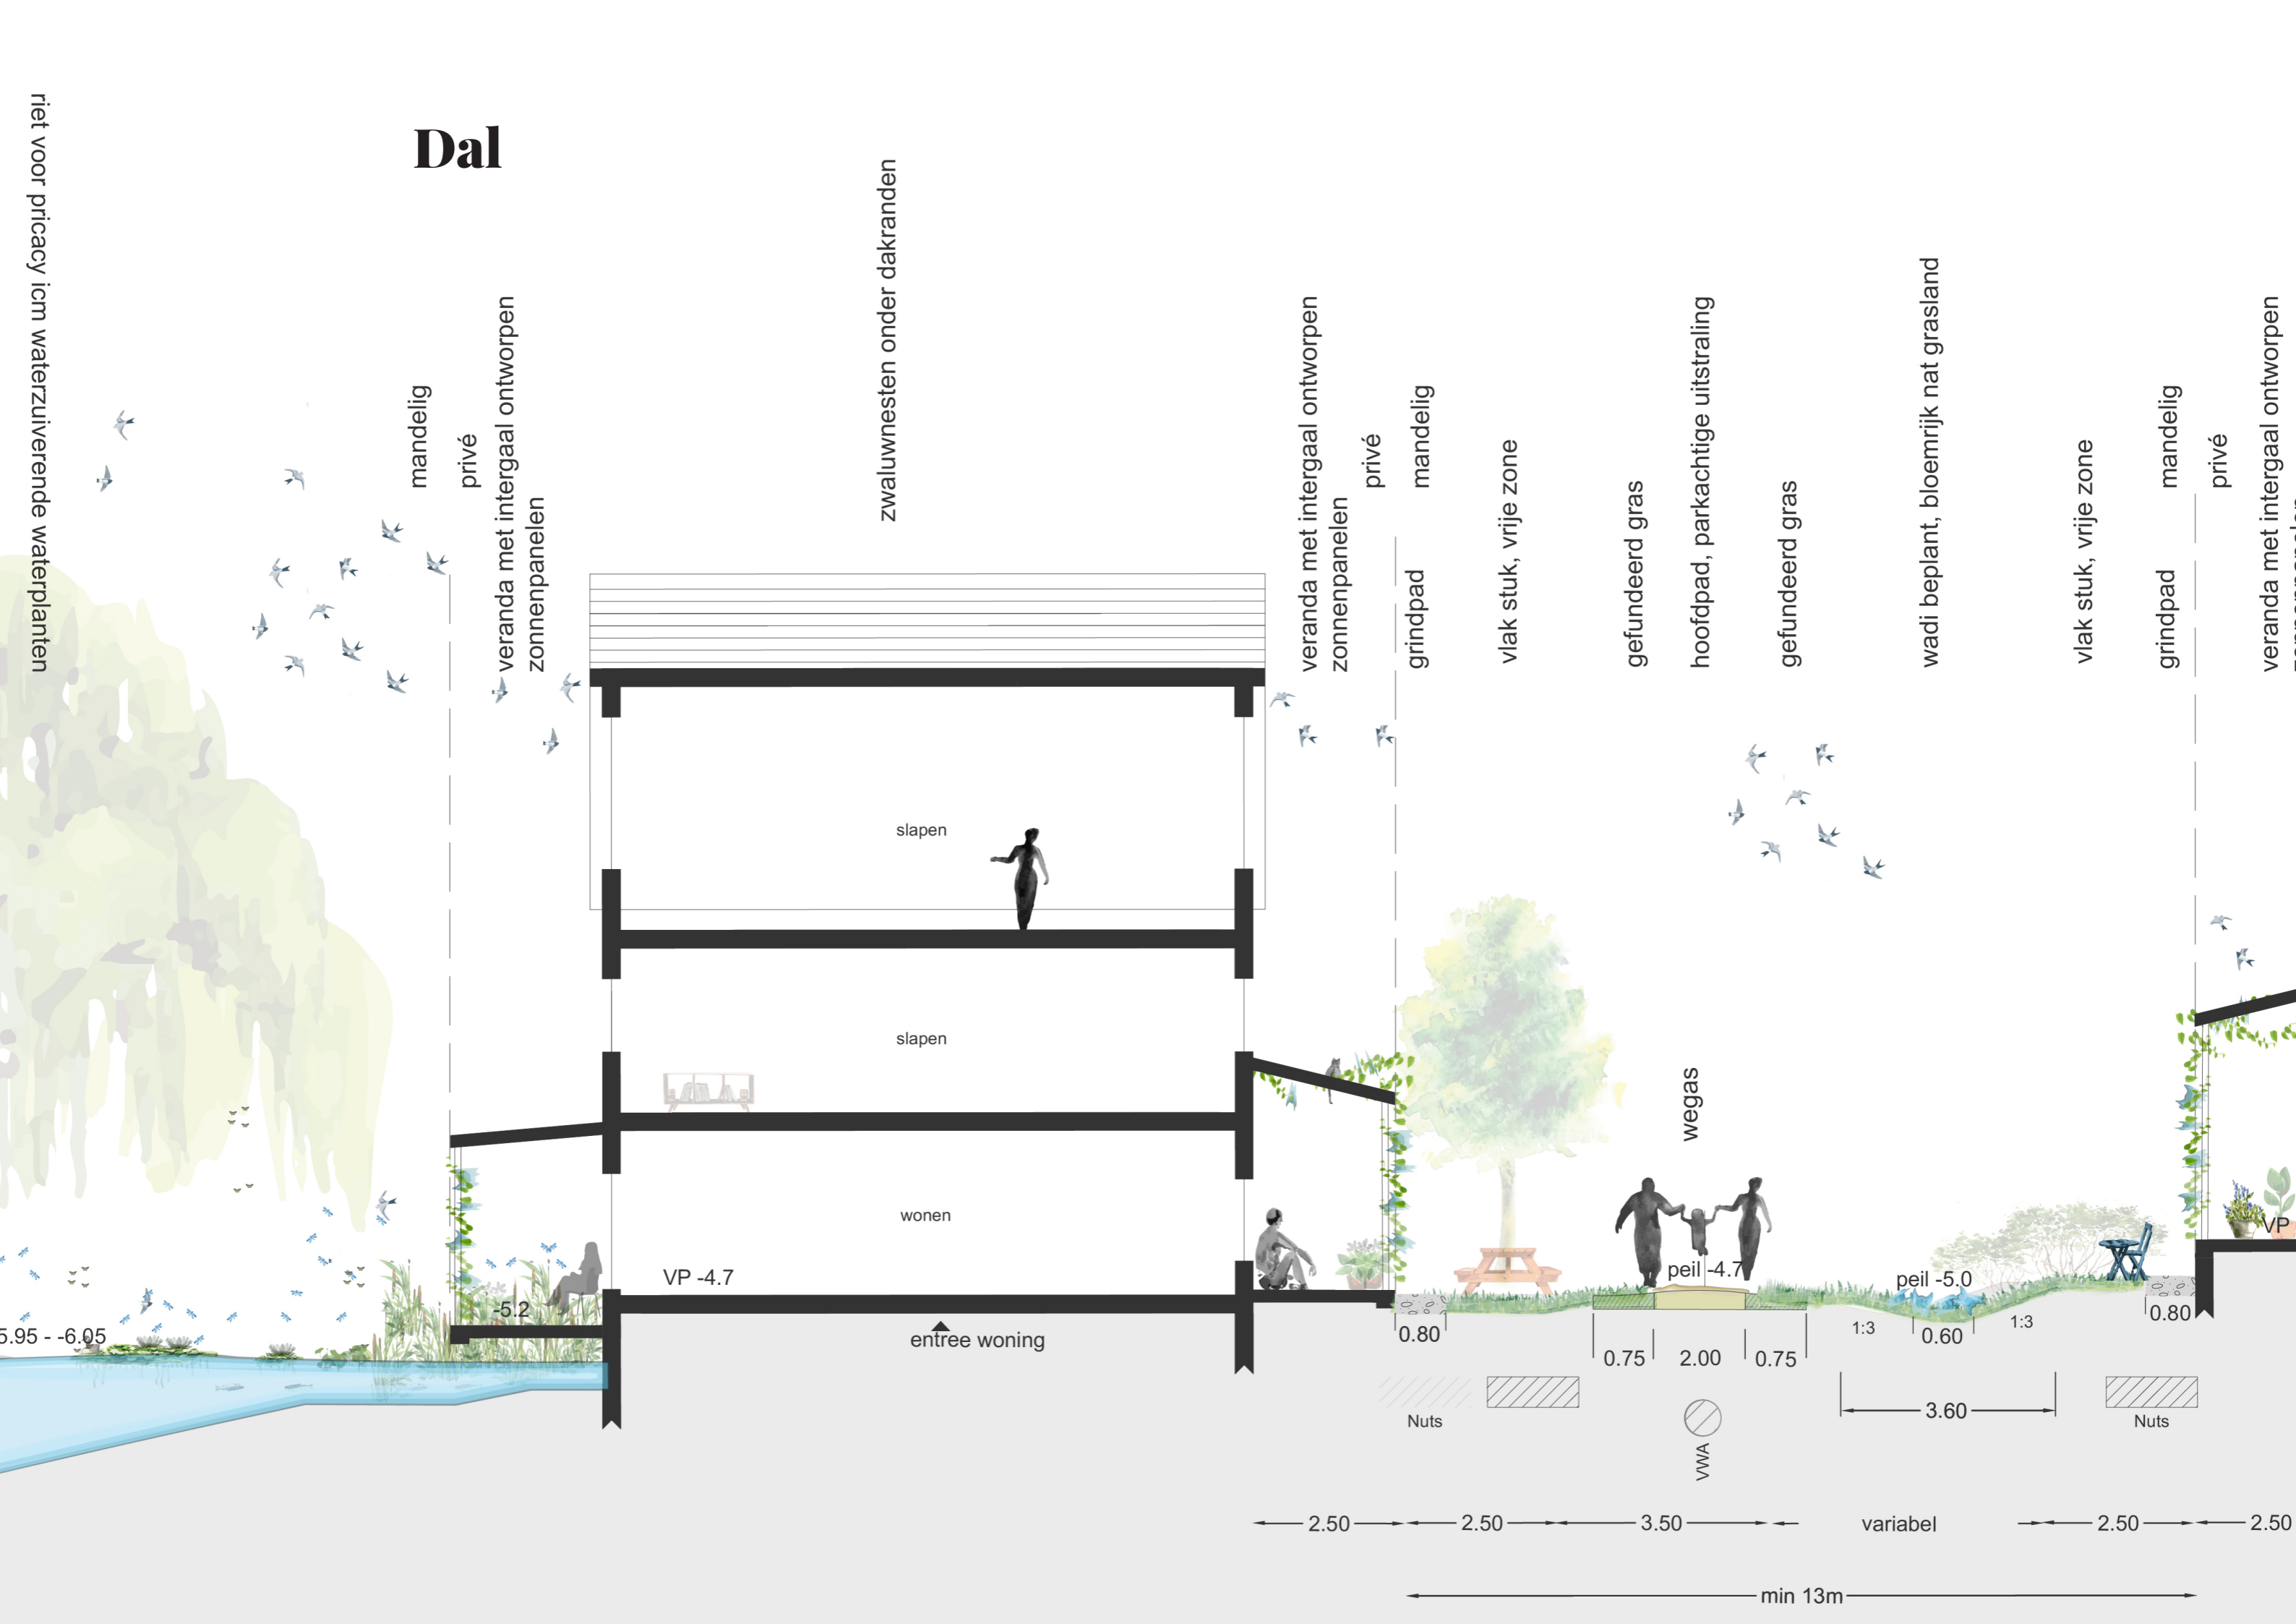 Dal
riet voor pricacy icm waterzuiverende waterplanten
mandelig
privé
veranda met intergaal ontworpen
zonnenpanelen
zwaluwnesten onder dakranden
veranda met intergaal ontworpen
zonnenpanelen
privé
mandelig
grindpad
vlak stuk, vrije zone
gefundeerd gras
hoofdpad, parkachtige uitstraling
gefundeerd gras
wadi beplant, bloemrijk nat grasland
vlak stuk, vrije zone
mandelig
grindpad
privé
veranda met intergaal ontworpen
slapen
slapen
wonen
wegas
VP -4.7
entree woning
-5.2
5.95 - -6.05
peil -4.7
peil -5.0
VP
0.80
0.75
2.00
0.75
1:3
0.60
1:3
0.80
3.60
Nuts
VWA
Nuts
2.50
2.50
3.50
variabel
2.50
2.50
min 13m